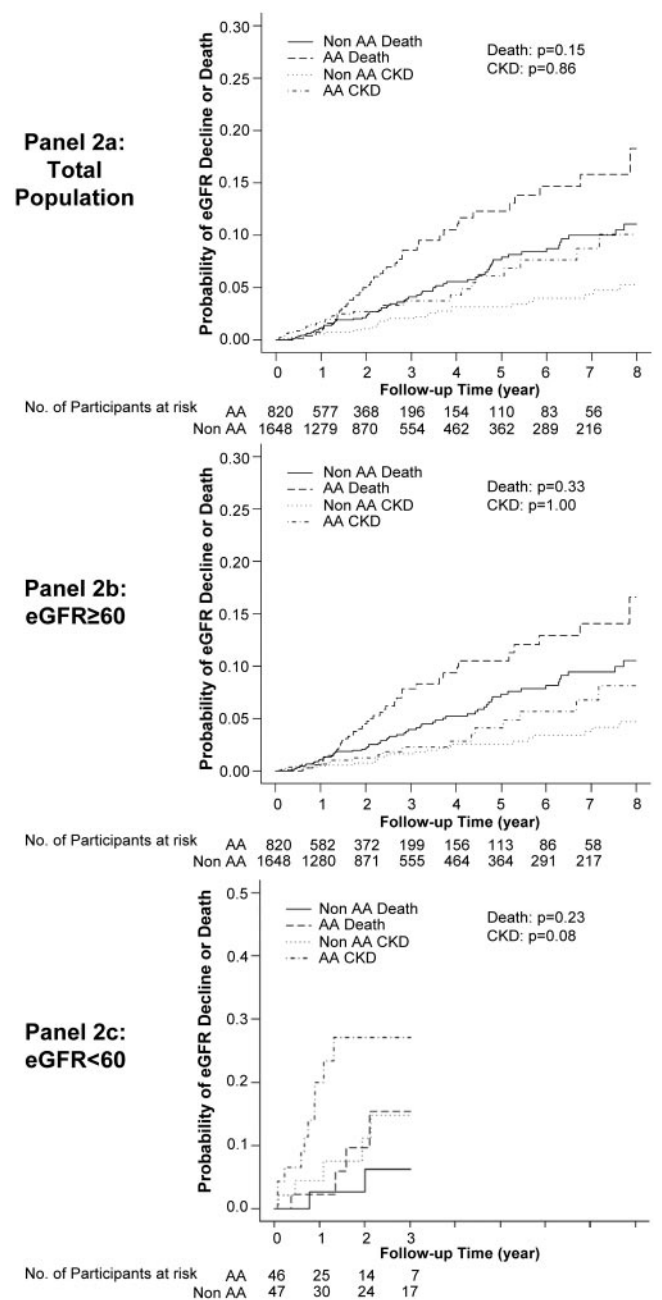 Panel 2a:
Total
Population
Probability of eGFR Decline or Death
0.30
0.25
0.20
0.15
0.10
0.05
0.00
Non AA Death
AA Death
Non AA CKD
AA CKD
Death: p=0.15
CKD: p=0.86
0 1 2 3 4 5 6 7 8
Follow-up Time (year)
No. of Participants at risk
AA 820 577 368 196 154 110 83 56
Non AA 1648 1279 870 554 462 362 289 216
Panel 2b:
eGFR≥60
Probability of eGFR Decline or Death
0.30
0.25
0.20
0.15
0.10
0.05
0.00
Non AA Death
AA Death
Non AA CKD
AA CKD
Death: p=0.33
CKD: p=1.00
0 1 2 3 4 5 6 7 8
Follow-up Time (year)
No. of Participants at risk
AA 820 582 372 199 156 113 86 58
Non AA 1648 1280 871 555 464 364 291 217
Panel 2c:
eGFR<60
Probability of eGFR Decline or Death
0.5
0.4
0.3
0.2
0.1
0.0
Non AA Death
AA Death
Non AA CKD
AA CKD
Death: p=0.23
CKD: p=0.08
0 1 2 3
Follow-up Time (year)
No. of Participants at risk
AA 46 25 14 7
Non AA 47 30 24 17